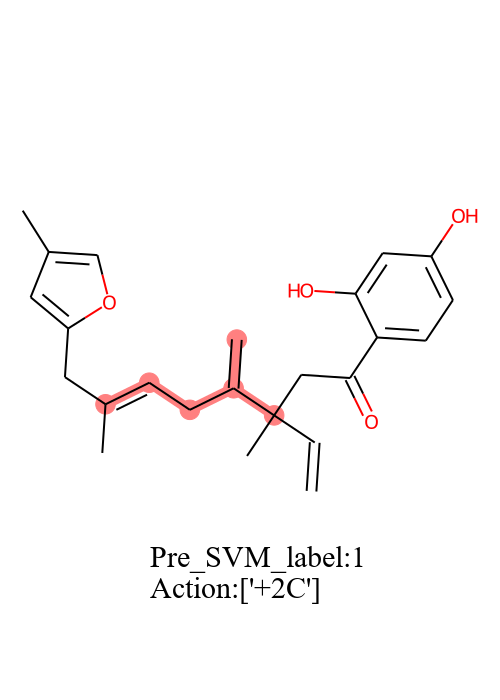 OH
HO
O
O
Pre_SVM_label:1
Action:['+2C']